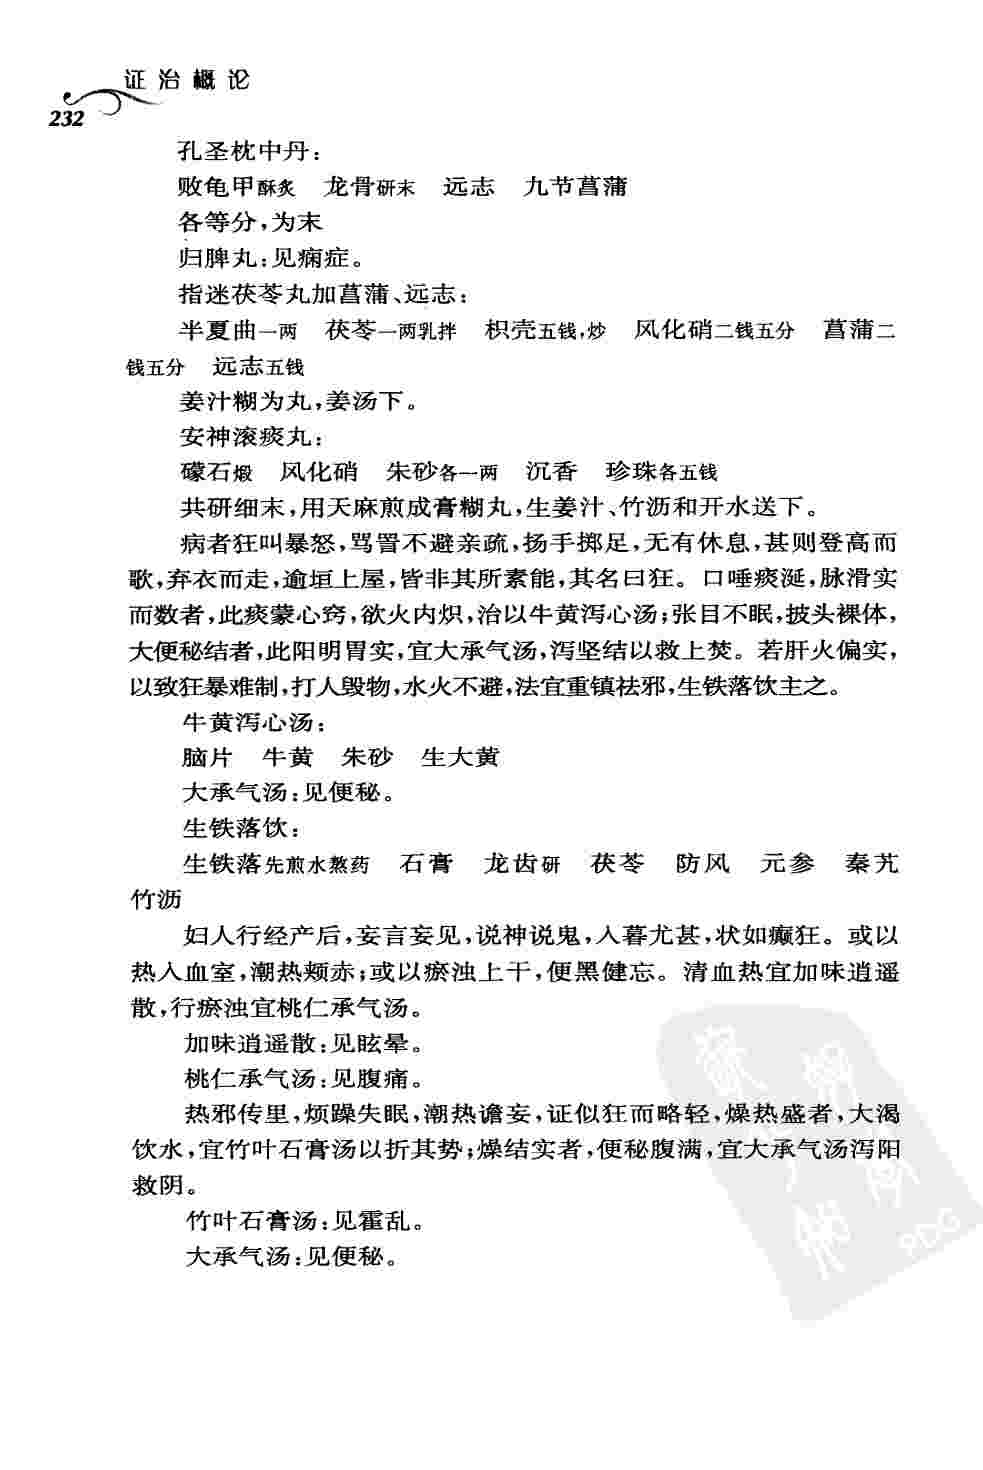 证治概论
232
孔圣枕中丹：
败龟甲酥炙　龙骨研末　远志　九节菖蒲
各等分，为末
归脾丸：见痫症。
指迷茯苓丸加菖蒲、远志：
半夏曲一两　茯苓一两乳拌　枳壳五钱，炒　风化硝二钱五分　菖蒲二
钱五分　远志五钱
姜汁糊为丸，姜汤下。
安神滚痰丸：
礞石煅　风化硝　朱砂各一两　沉香　珍珠各五钱
共研细末，用天麻煎成膏糊丸，生姜汁、竹沥和开水送下。
病者狂叫暴怒，骂詈不避亲疏，扬手掷足，无有休息，甚则登高而
歌，弃衣而走，逾垣上屋，皆非其所素能，其名曰狂。口唾痰涎，脉滑实
而数者，此痰蒙心窍，欲火内炽，治以牛黄泻心汤；张目不眠，披头裸体，
大便秘结者，此阳明胃实，宜大承气汤，泻坚结以救上焚。若肝火偏实，
以致狂暴难制，打人毁物，水火不避，法宜重镇祛邪，生铁落饮主之。
牛黄泻心汤：
脑片　牛黄　朱砂　生大黄
大承气汤：见便秘。
生铁落饮：
生铁落先煎水熬药　石膏　龙齿研　茯苓　防风　元参　秦艽
竹沥
妇人行经产后，妄言妄见，说神说鬼，入暮尤甚，状如癫狂。或以
热入血室，潮热颊赤；或以瘀浊上干，便黑健忘。清血热宜加味逍遥
散，行瘀浊宜桃仁承气汤。
加味逍遥散：见眩晕。
桃仁承气汤：见腹痛。
热邪传里，烦躁失眠，潮热谵妄，证似狂而略轻，燥热盛者，大渴
饮水，宜竹叶石膏汤以折其势；燥结实者，便秘腹满，宜大承气汤泻阳
救阴。
竹叶石膏汤：见霍乱。
大承气汤：见便秘。
PDG